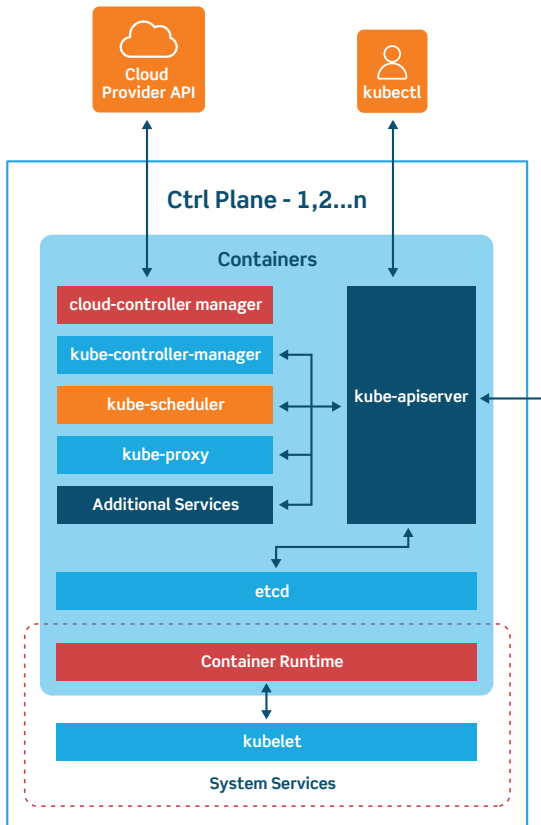 Cloud
Provider API
kubectl
Ctrl Plane - 1,2...n
Containers
cloud-controller manager
kube-controller-manager
kube-scheduler
kube-proxy
Additional Services
kube-apiserver
etcd
Container Runtime
kubelet
System Services